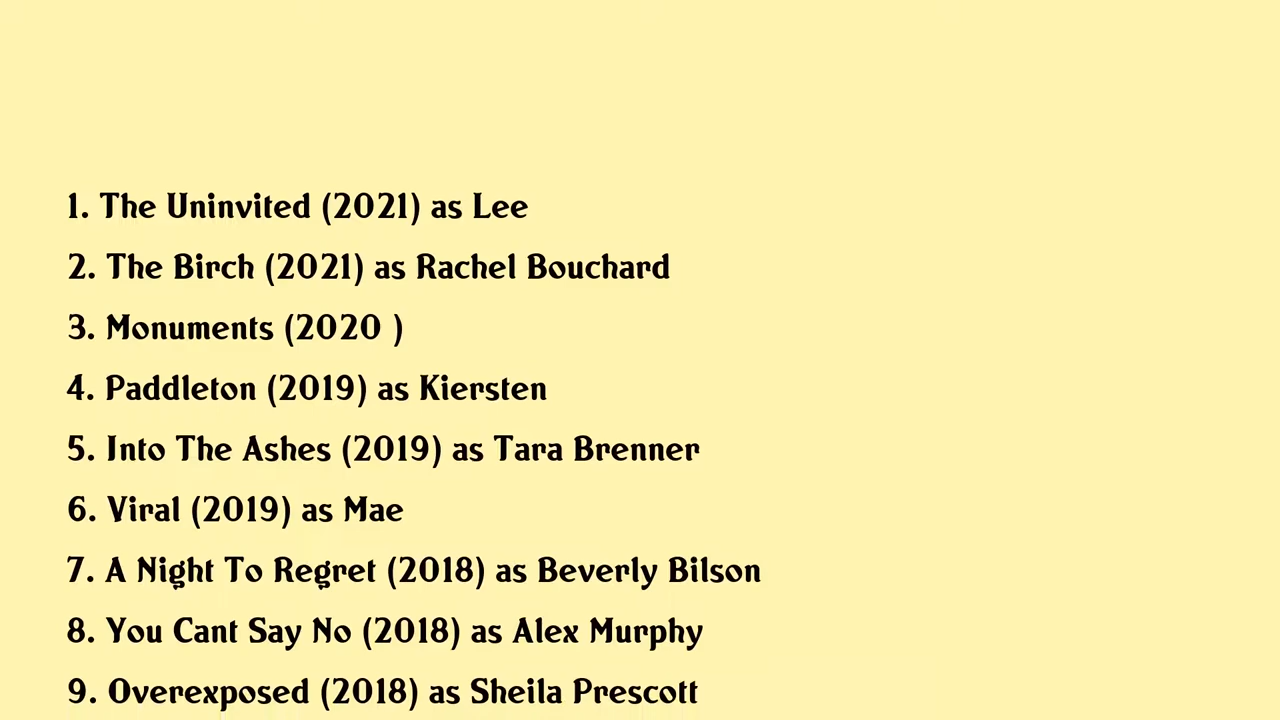 1. The Uninvited (2021) as Lee
2. The Birch (2021) as Rachel Bouchard
3. Monuments (2020 )
4. Paddleton (2019) as Kiersten
5. Into The Ashes (2019) as Tara Brenner
6. Viral (2019) as Mae
7. A Night To Regret (2018) as Beverly Bilson
8. You Cant Say No (2018) as Alex Murphy
9. Overexposed (2018) as Sheila Prescott